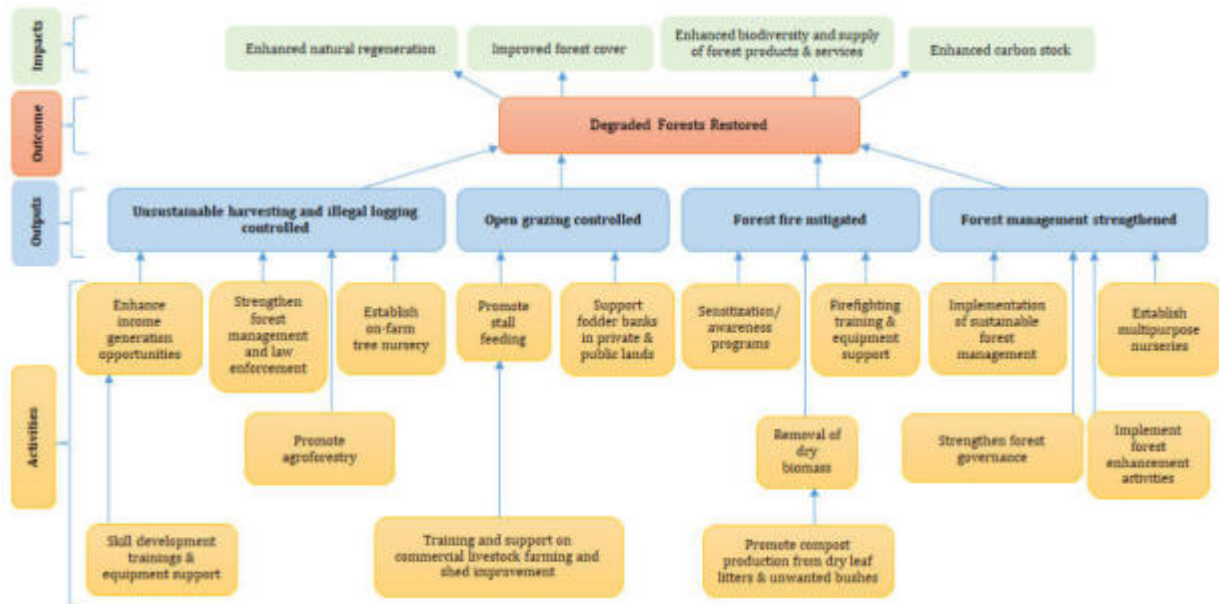 Impacts
Enhanced natural regeneration
Improved forest cover
Enhanced biodiversity and supply
of forest products & services
Enhanced carbon stock
Outcome
Degraded Forests Restored
Outputs
Unsustainable harvesting and illegal logging
controlled
Open grazing controlled
Forest fire mitigated
Forest management strengthened
Activities
Enhance
income
generation
opportunities
Strengthen
forest
management
and law
enforcement
Establish
on-farm
tree nursery
Promote
stall
feeding
Support
fodder banks
in private &
public lands
Sensitization/
awareness
programs
Firefighting
training &
equipment
support
Implementation
of sustainable
forest
management
Establish
multipurpose
nurseries
Promote
agroforestry
Removal of
dry
biomass
Strengthen forest
governance
Implement
forest
enhancement
activities
Skill development
trainings &
equipment support
Training and support on
commercial livestock farming and
shed improvement
Promote compost
production from dry leaf
litters & unwanted bushes